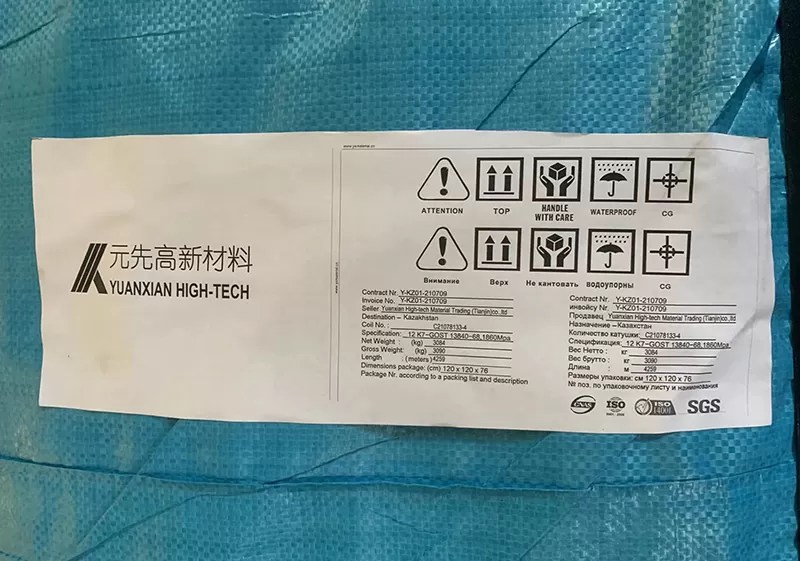 www.yxmaterial.cn
元先高新材料
YUANXIAN HIGH-TECH
ATTENTION TOP HANDLE WITH CARE WATERPROOF CG
Внимание Верх Не кантовать водоупорны CG
Contract Nr. Y-KZ01-210709
Invoice No. Y-KZ01-210709
Seller Yuanxian High-tech Material Trading (Tianjin)co.,ltd
Destination - Kazakhstan
Coil No.: C21078133-4
Specification: 12 K7-GOST 13840-68,1860Mpa
Net Weight : (kg) 3084
Gross Weight: (kg) 3090
Length : (meters) 4259
Dimensions package: (cm) 120 x 120 x 76
Package Nr. according to a packing list and description
Contract Nr. Y-KZ01-210709
инвойсу No. Y-KZ01-210709
Продавец Yuanxian High-tech Material Trading (Tianjin)co.,ltd
Назначение - Казахстан
Количество катушки: C21078133-4
Спецификация: 12 K7-GOST 13840-68,1860Mpa
Вес Нетто : кг 3084
Вес брутто : кг 3090
Длина : м 4259
Размеры упаковки: см 120 x 120 x 76
№ поз. по упаковочному листу и наименования
ISO
ISO
14001
SGS